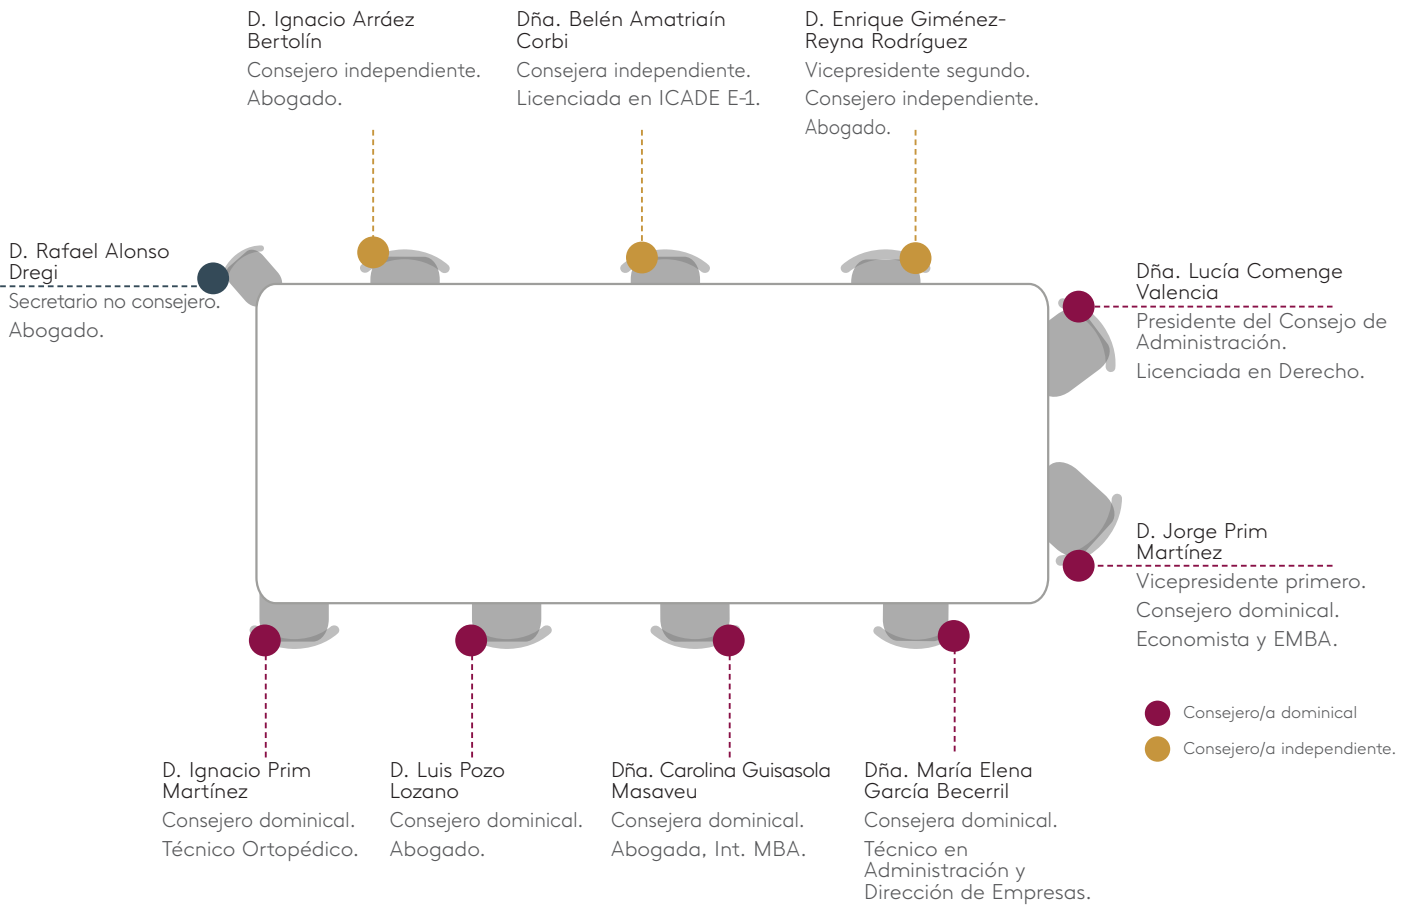 D. Ignacio Arráez
Bertolín
Consejero independiente.
Abogado.
Dña. Belén Amatriaín
Corbi
Consejera independiente.
Licenciada en ICADE E-1.
D. Enrique Giménez-
Reyna Rodríguez
Vicepresidente segundo.
Consejero independiente.
Abogado.
D. Rafael Alonso
Dregi
Secretario no consejero.
Abogado.
Dña. Lucía Comenge
Valencia
Presidente del Consejo de
Administración.
Licenciada en Derecho.
D. Jorge Prim
Martínez
Vicepresidente primero.
Consejero dominical.
Economista y EMBA.
Consejero/a dominical
Consejero/a independiente.
D. Ignacio Prim
Martínez
Consejero dominical.
Técnico Ortopédico.
D. Luis Pozo
Lozano
Consejero dominical.
Abogado.
Dña. Carolina Guisasola
Masaveu
Consejera dominical.
Abogada, Int. MBA.
Dña. María Elena
García Becerril
Consejera dominical.
Técnico en
Administración y
Dirección de Empresas.